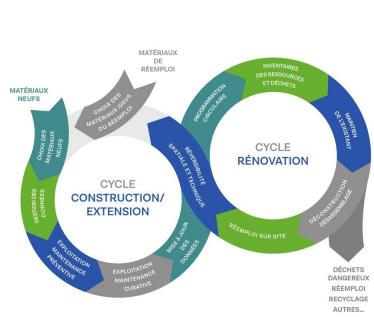 MATÉRIAUX
DE
RÉEMPLOI
MATÉRIAUX
NEUFS
CHOIX DES
MATÉRIAUX ISSUS
DU RÉEMPLOI
CHOIX DES
MATÉRIAUX
NEUFS
GESTION DES
DONNÉES
EXPLOITATION
MAINTENANCE
PRÉVENTIVE
EXPLOITATION
MAINTENANCE
CURATIVE
MISE À JOUR
DES
DONNÉES
RÉVERSIBILITÉ
SPATIALE ET TECHNIQUE
CYCLE
CONSTRUCTION/
EXTENSION
PROGRAMMATION
CIRCULAIRE
INVENTAIRES
DES RESSOURCES
ET DÉCHETS
MAINTIEN
DE L'EXISTANT
CYCLE
RÉNOVATION
DÉCONSTRUCTION
DÉSASSEMBLAGE
RÉEMPLOI SUR SITE
DÉCHETS
DANGEREUX
RÉEMPLOI
RECYCLAGE
AUTRES...